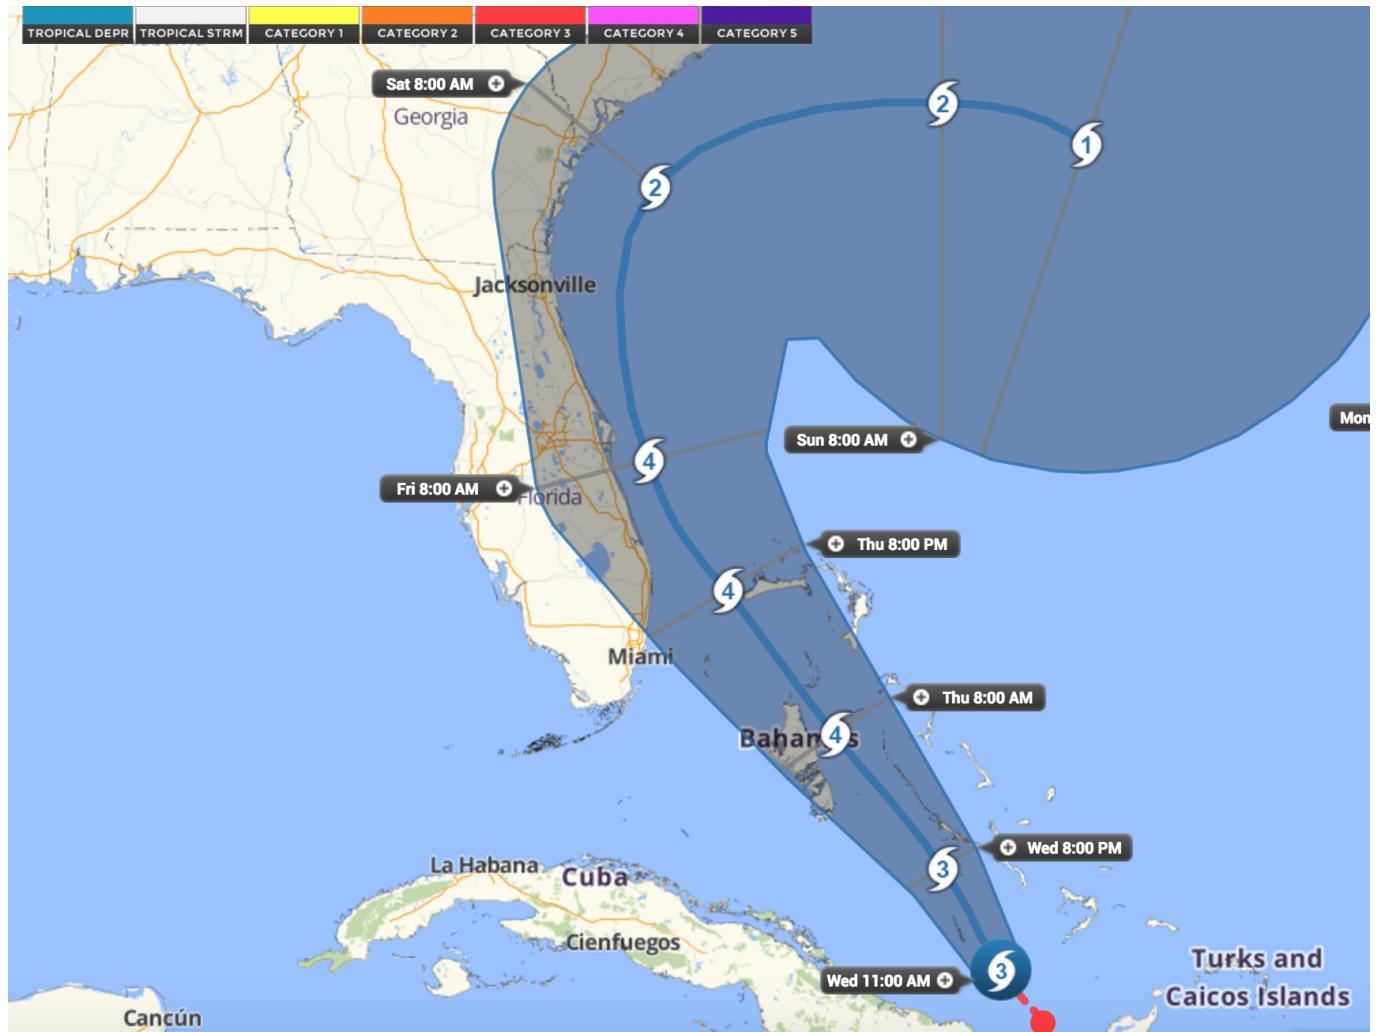 TROPICAL DEPR TROPICAL STRM CATEGORY 1 CATEGORY 2 CATEGORY 3 CATEGORY 4 CATEGORY 5
Sat 8:00 AM
2
Georgia
1
2
Jacksonville
Mon
Sun 8:00 AM
4
Fri 8:00 AM
Florida
Thu 8:00 PM
4
Miami
Thu 8:00 AM
Bahamas
4
Wed 8:00 PM
La Habana
3
Cuba
Cienfuegos
Turks and
Caicos Islands
3
Wed 11:00 AM
Cancún